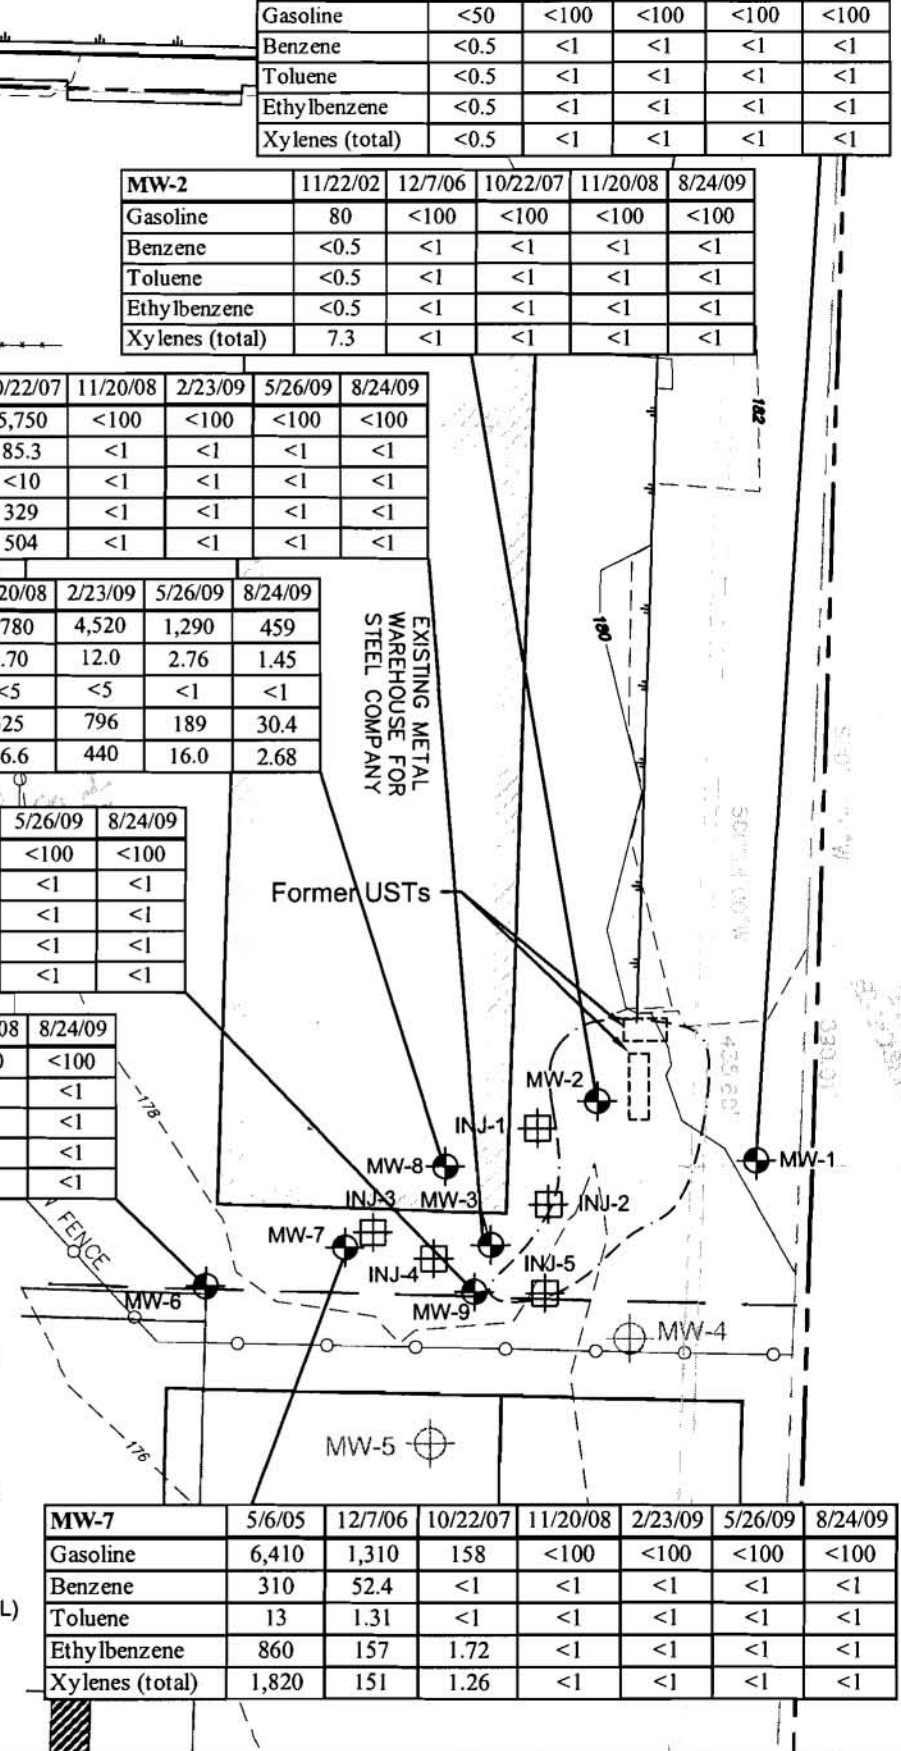 Gasoline <50 <100 <100 <100 <100
Benzene <0.5 <1 <1 <1 <1
Toluene <0.5 <1 <1 <1 <1
Ethylbenzene <0.5 <1 <1 <1 <1
Xylenes (total) <0.5 <1 <1 <1 <1
MW-2 11/22/02 12/7/06 10/22/07 11/20/08 8/24/09
Gasoline 80 <100 <100 <100 <100
Benzene <0.5 <1 <1 <1 <1
Toluene <0.5 <1 <1 <1 <1
Ethylbenzene <0.5 <1 <1 <1 <1
Xylenes (total) 7.3 <1 <1 <1 <1
0/22/07 11/20/08 2/23/09 5/26/09 8/24/09
5,750 <100 <100 <100 <100
85.3 <1 <1 <1 <1
<10 <1 <1 <1 <1
329 <1 <1 <1 <1
504 <1 <1 <1 <1
182
20/08 2/23/09 5/26/09 8/24/09
780 4,520 1,290 459
.70 12.0 2.76 1.45
<5 <5 <1 <1
25 796 189 30.4
6.6 440 16.0 2.68
EXISTING METAL
WAREHOUSE FOR
STEEL COMPANY
180
5/26/09 8/24/09
<100 <100
<1 <1
<1 <1
<1 <1
<1 <1
Former USTs
08 8/24/09
0 <100
<1
<1
<1
<1
178
MW-2
INJ-1
MW-8
MW-1
INJ-3 MW-3
INJ-2
MW-7
INJ-4
INJ-5
FENCE
MW-6
MW-9
MW-4
MW-5
176
MW-7 5/6/05 12/7/06 10/22/07 11/20/08 2/23/09 5/26/09 8/24/09
Gasoline 6,410 1,310 158 <100 <100 <100 <100
Benzene 310 52.4 <1 <1 <1 <1 <1
Toluene 13 1.31 <1 <1 <1 <1 <1
Ethylbenzene 860 157 1.72 <1 <1 <1 <1
Xylenes (total) 1,820 151 1.26 <1 <1 <1 <1
L)